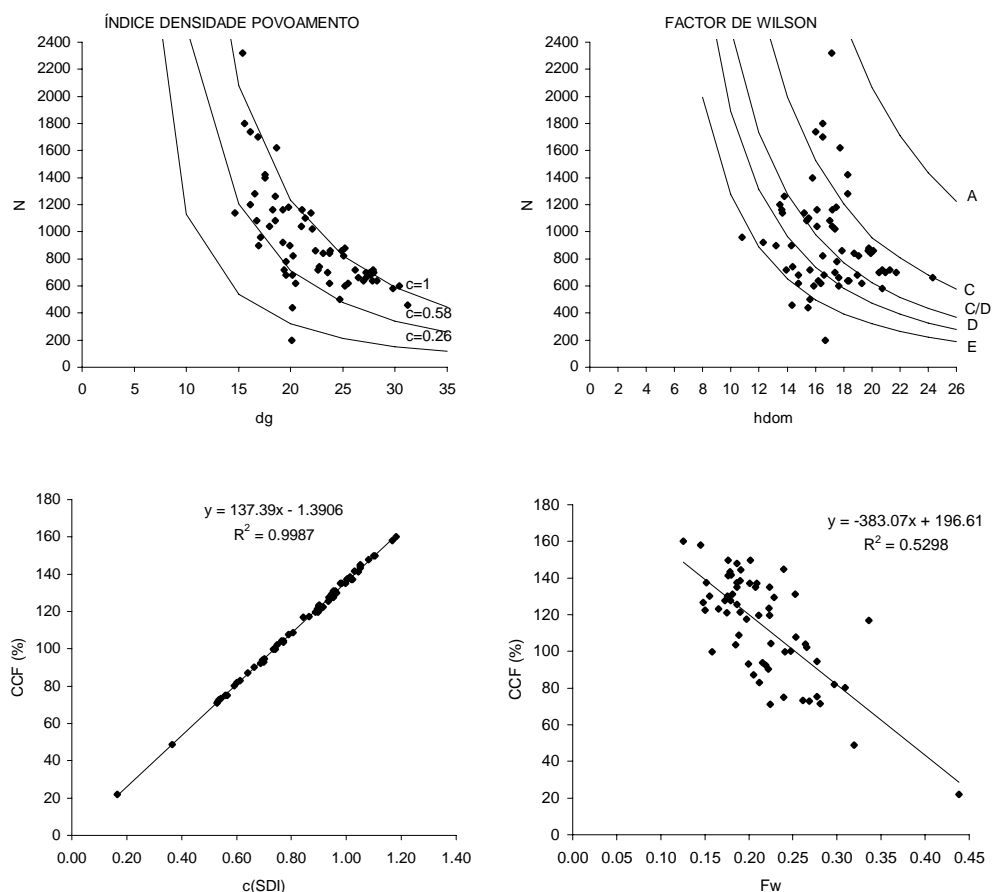 ÍNDICE DENSIDADE POVOAMENTO
2400
2200
2000
1800
1600
1400
1200
1000
800
600
400
200
0
N
c=1
c=0.58
c=0.26
0 5 10 15 20 25 30 35
dg
FACTOR DE WILSON
2400
2200
2000
1800
1600
1400
1200
1000
800
600
400
200
0
N
A
C
C/D
D
E
0 2 4 6 8 10 12 14 16 18 20 22 24 26
hdom
y = 137.39x - 1.3906
R² = 0.9987
180
160
140
120
100
80
60
40
20
0
CCF (%)
0.00 0.20 0.40 0.60 0.80 1.00 1.20 1.40
c(SDI)
y = -383.07x + 196.61
R² = 0.5298
180
160
140
120
100
80
60
40
20
0
CCF (%)
0.00 0.05 0.10 0.15 0.20 0.25 0.30 0.35 0.40 0.45
Fw